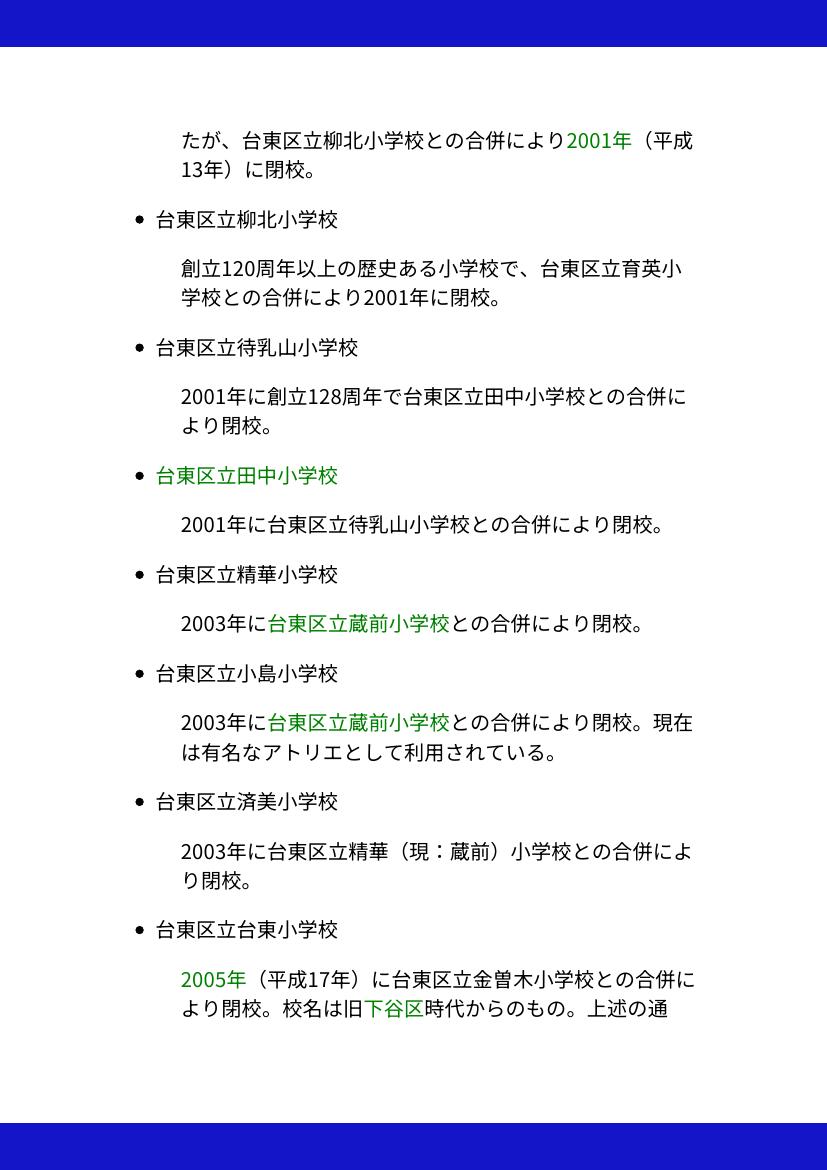 たが、台東区立柳北小学校との合併により2001年（平成
13年）に閉校。
• 台東区立柳北小学校
創立120周年以上の歴史ある小学校で、台東区立育英小
学校との合併により2001年に閉校。
• 台東区立待乳山小学校
2001年に創立128周年で台東区立田中小学校との合併に
より閉校。
• 台東区立田中小学校
2001年に台東区立待乳山小学校との合併により閉校。
• 台東区立精華小学校
2003年に台東区立蔵前小学校との合併により閉校。
• 台東区立小島小学校
2003年に台東区立蔵前小学校との合併により閉校。現在
は有名なアトリエとして利用されている。
• 台東区立済美小学校
2003年に台東区立精華（現：蔵前）小学校との合併によ
り閉校。
• 台東区立台東小学校
2005年（平成17年）に台東区立金曽木小学校との合併に
より閉校。校名は旧下谷区時代からのもの。上述の通